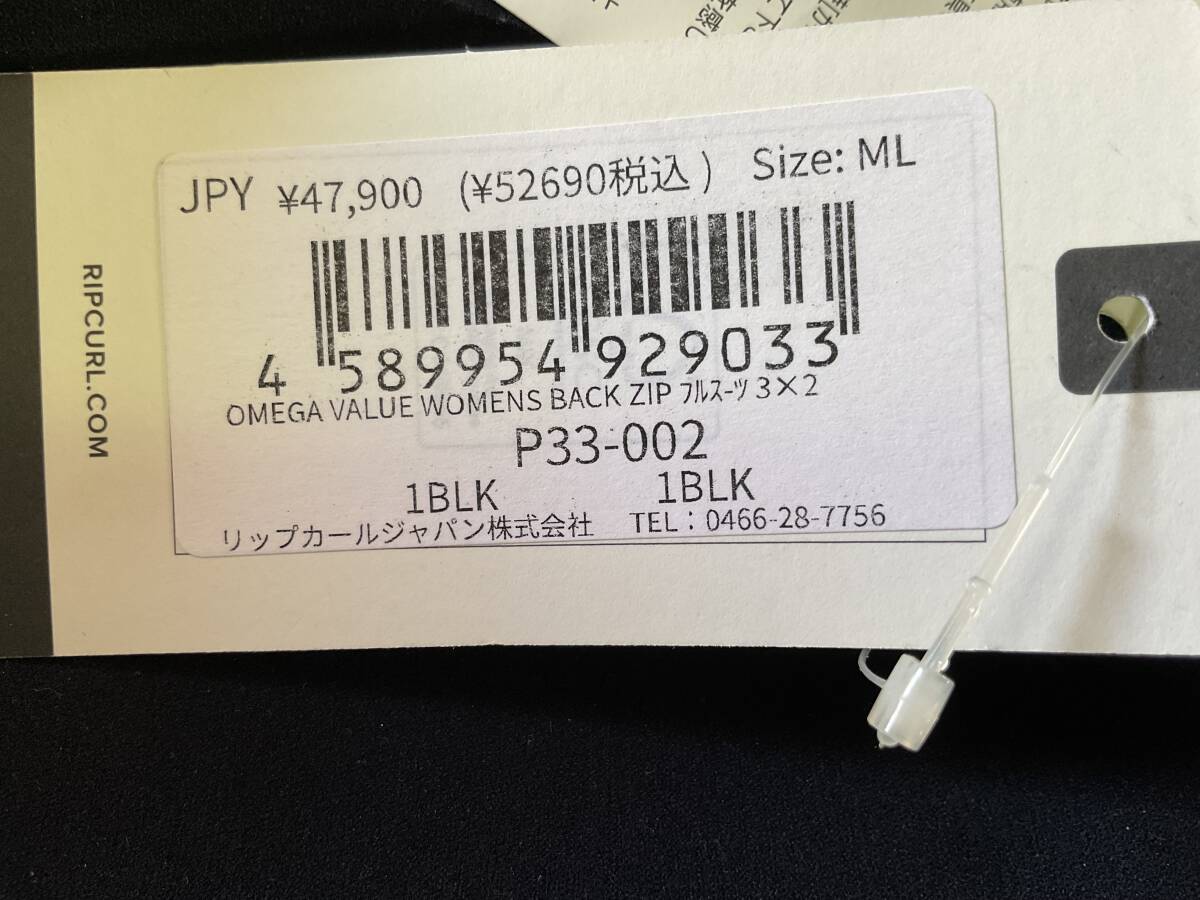 JPY ¥47,900 (¥52690税込) Size: ML
4 589954 929033
OMEGA VALUE WOMENS BACK ZIP ﾌﾙｽｰﾂ 3×2
P33-002
1BLK 1BLK
リップカールジャパン株式会社 TEL：0466-28-7756
RIPCURL.COM